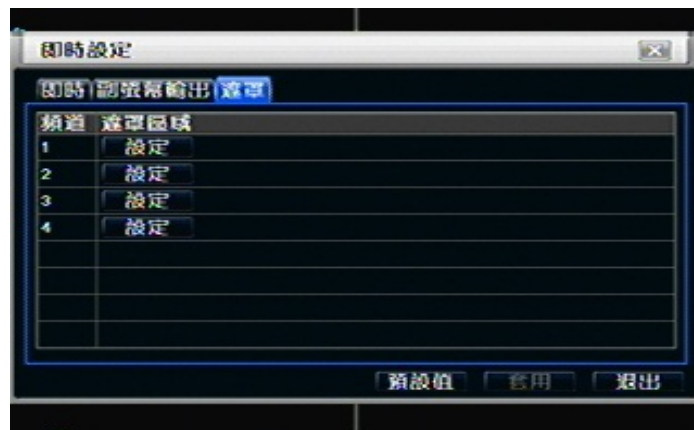 即時設定
即時 副螢幕輸出 遮罩
頻道 遮罩區域
1 設定
2 設定
3 設定
4 設定
預設值 套用 退出